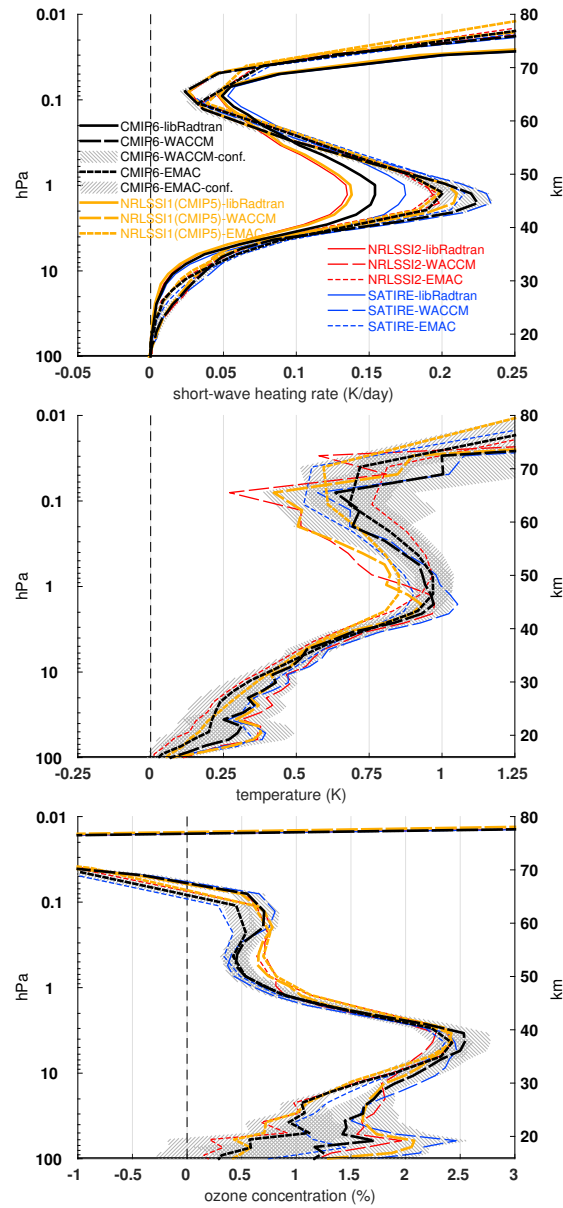 0.01
80
70
0.1
60
CMIP6-libRadtran
CMIP6-WACCM
CMIP6-WACCM-conf.
CMIP6-EMAC
CMIP6-EMAC-conf.
NRLSSI1(CMIP5)-libRadtran
NRLSSI1(CMIP5)-WACCM
NRLSSI1(CMIP5)-EMAC
hPa
1
50
km
40
NRLSSI2-libRadtran
NRLSSI2-WACCM
NRLSSI2-EMAC
SATIRE-libRadtran
SATIRE-WACCM
SATIRE-EMAC
10
30
20
100
-0.05 0 0.05 0.1 0.15 0.2 0.25
short-wave heating rate (K/day)
0.01
80
70
0.1
60
hPa
1
50
km
40
10
30
20
100
-0.25 0 0.25 0.5 0.75 1 1.25
temperature (K)
0.01
80
70
0.1
60
hPa
1
50
km
40
10
30
20
100
-1 -0.5 0 0.5 1 1.5 2 2.5 3
ozone concentration (%)